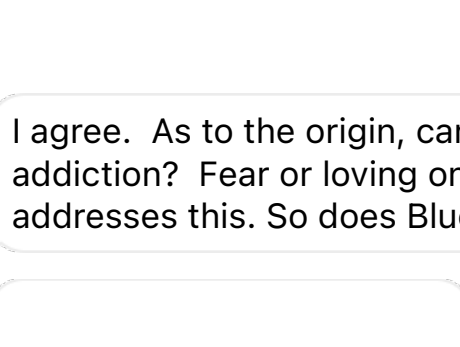 I agree.  As to the origin, car
addiction?  Fear or loving or
addresses this. So does Blu